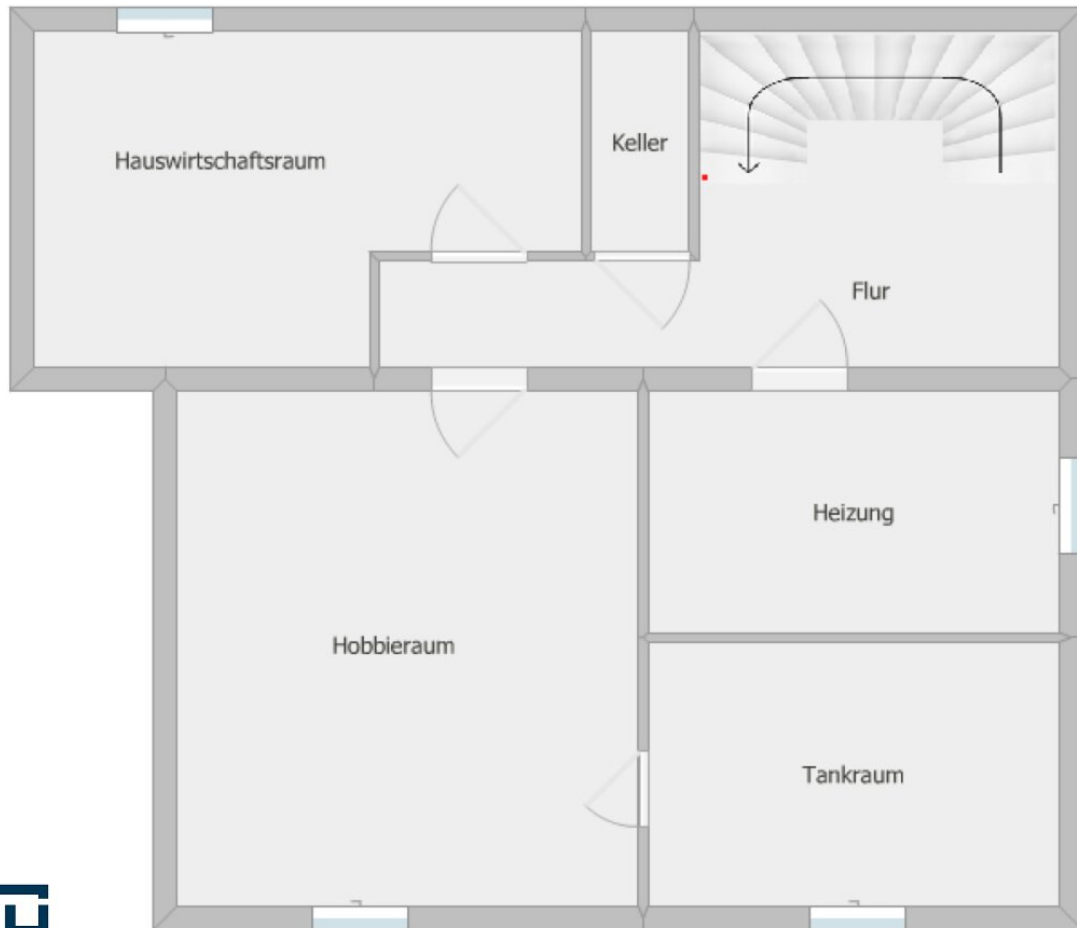 Hauswirtschaftsraum
Keller
Flur
Heizung
Hobbieraum
Tankraum